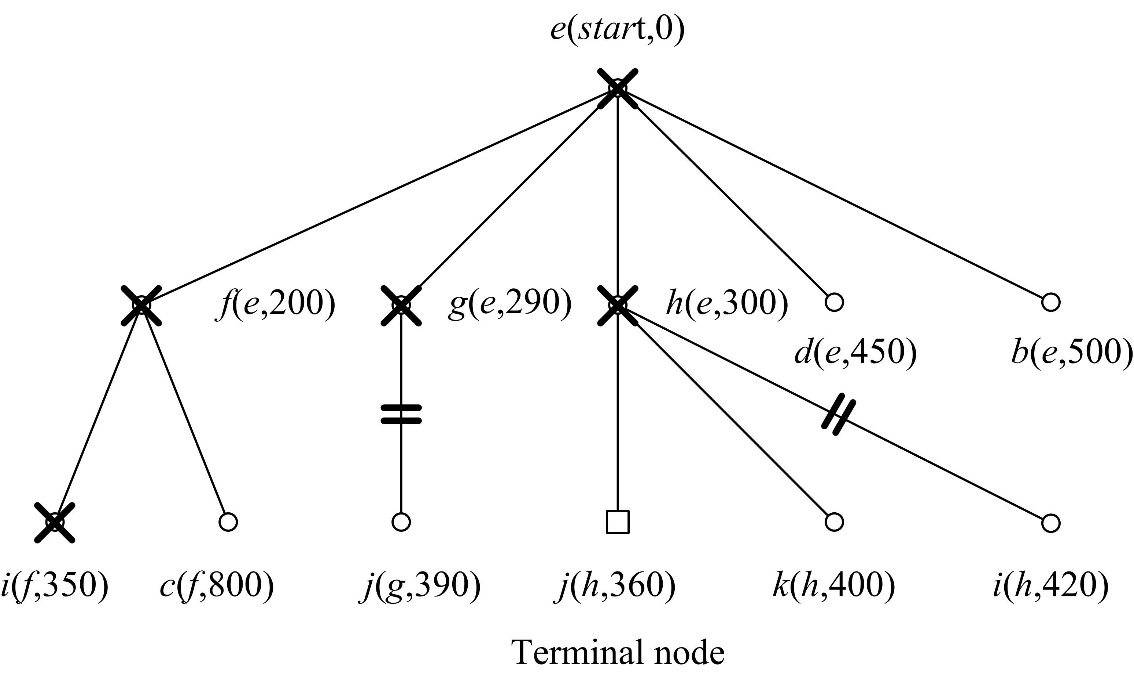 e(start,0)
f(e,200) g(e,290) h(e,300)
d(e,450) b(e,500)
i(f,350) c(f,800) j(g,390) j(h,360) k(h,400) i(h,420)
Terminal node